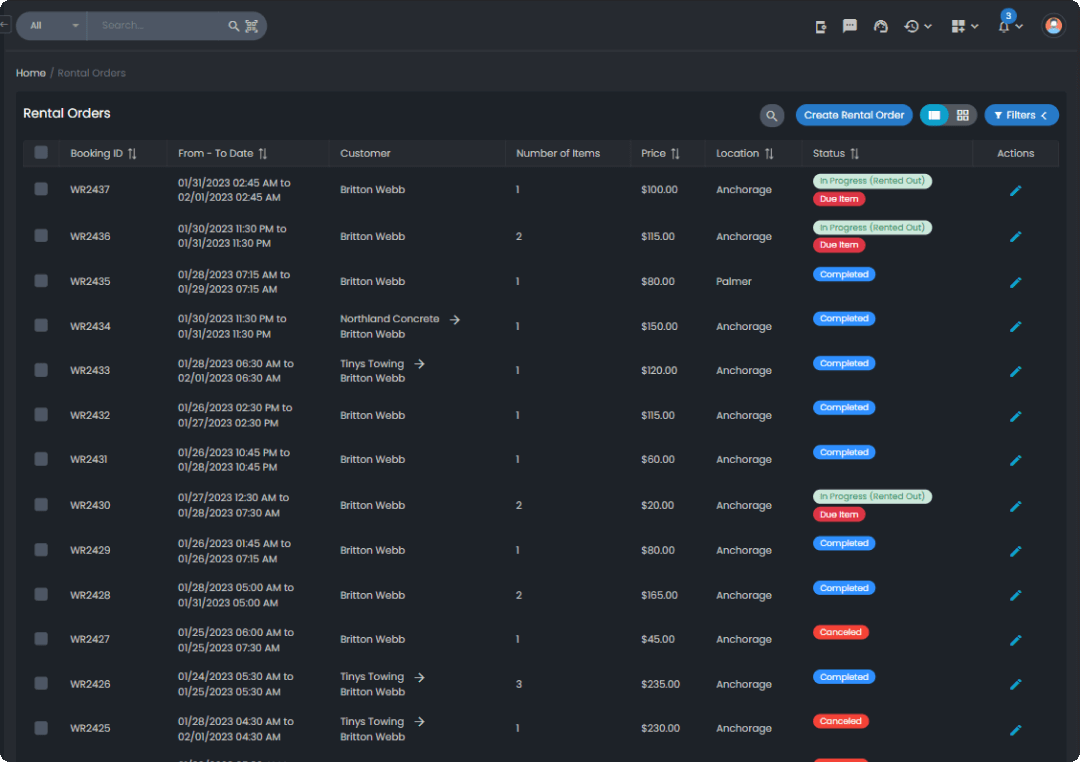 All Search...
3
Home / Rental Orders
Rental Orders Create Rental Order Filters
Booking ID From - To Date Customer Number of Items Price Location Status Actions
WR2437 01/31/2023 02:45 AM to 02/01/2023 02:45 AM Britton Webb 1 $100.00 Anchorage In Progress (Rented Out) Due Item
WR2436 01/30/2023 11:30 PM to 01/31/2023 11:30 PM Britton Webb 2 $115.00 Anchorage In Progress (Rented Out) Due Item
WR2435 01/28/2023 07:15 AM to 01/29/2023 07:15 AM Britton Webb 1 $80.00 Palmer Completed
WR2434 01/30/2023 11:30 PM to 01/31/2023 11:30 PM Northland Concrete → Britton Webb 1 $150.00 Anchorage Completed
WR2433 01/28/2023 06:30 AM to 02/01/2023 06:30 AM Tinys Towing → Britton Webb 1 $120.00 Anchorage Completed
WR2432 01/26/2023 02:30 PM to 01/27/2023 02:30 PM Britton Webb 1 $115.00 Anchorage Completed
WR2431 01/26/2023 10:45 PM to 01/28/2023 10:45 PM Britton Webb 1 $60.00 Anchorage Completed
WR2430 01/27/2023 12:30 AM to 01/28/2023 07:30 AM Britton Webb 2 $20.00 Anchorage In Progress (Rented Out) Due Item
WR2429 01/26/2023 01:45 AM to 01/26/2023 07:15 AM Britton Webb 1 $80.00 Anchorage Completed
WR2428 01/28/2023 05:00 AM to 01/31/2023 05:00 AM Britton Webb 2 $165.00 Anchorage Completed
WR2427 01/25/2023 06:00 AM to 01/25/2023 07:30 AM Britton Webb 1 $45.00 Anchorage Canceled
WR2426 01/24/2023 05:30 AM to 01/25/2023 05:30 AM Tinys Towing → Britton Webb 3 $235.00 Anchorage Completed
WR2425 01/28/2023 04:30 AM to 02/01/2023 04:30 AM Tinys Towing → Britton Webb 1 $230.00 Anchorage Canceled